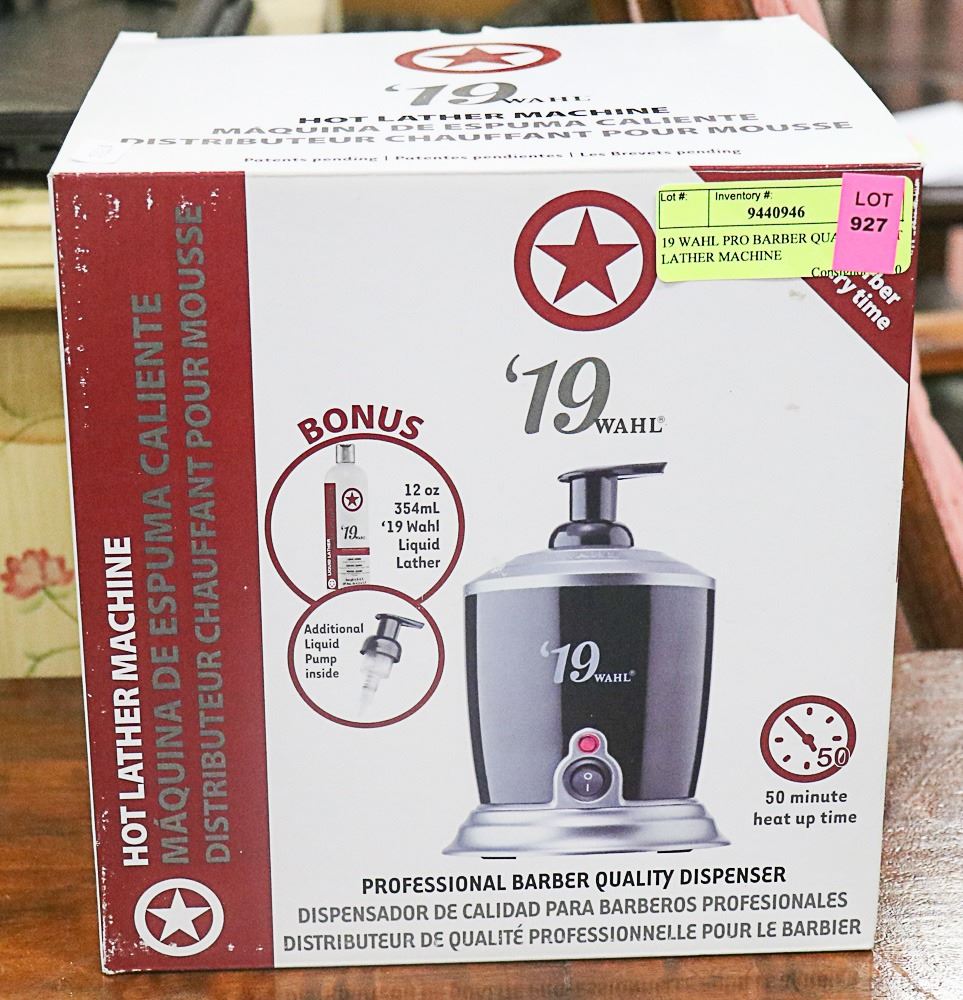 '19 WAHL
HOT LATHER MACHINE
MÁQUINA DE ESPUMA CALIENTE
DISTRIBUTEUR CHAUFFANT POUR MOUSSE
Patents pending | Patentes pendientes | Les Brevets pending
HOT LATHER MACHINE
MÁQUINA DE ESPUMA CALIENTE
DISTRIBUTEUR CHAUFFANT POUR MOUSSE
Lot #:
Inventory #:
9440946
19 WAHL PRO BARBER
LATHER MACHINE
LOT
927
time
'19 WAHL®
BONUS
12 oz
354mL
'19 Wahl
Liquid
Lather
'19
LIQUID LATHER
Additional
Liquid
Pump
inside
'19 WAHL®
50
50 minute
heat up time
PROFESSIONAL BARBER QUALITY DISPENSER
DISPENSADOR DE CALIDAD PARA BARBEROS PROFESIONALES
DISTRIBUTEUR DE QUALITÉ PROFESSIONNELLE POUR LE BARBIER